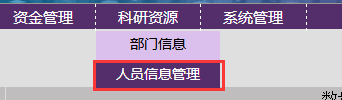 资金管理 科研资源 系统管理
部门信息
人员信息管理